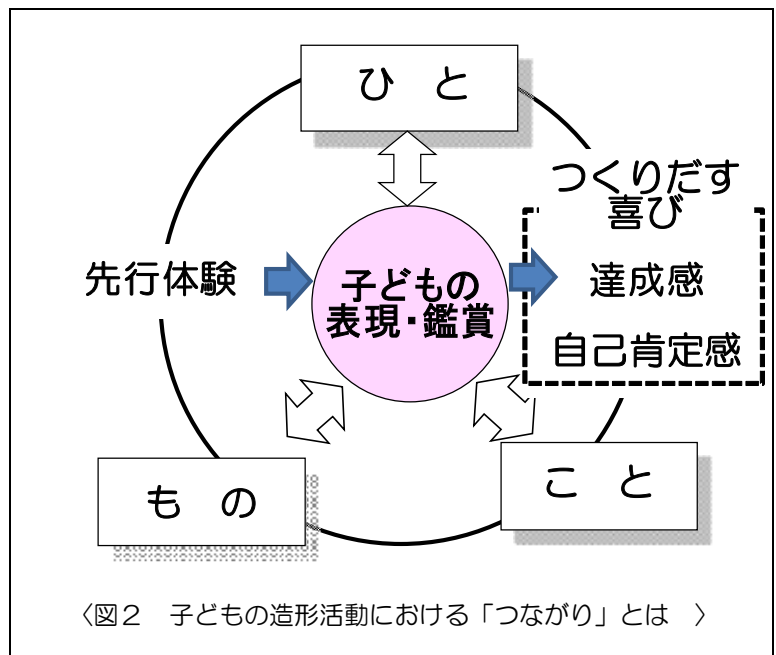 ひ　と
つくりだす
喜び
先行体験
子どもの
表現・鑑賞
達成感
自己肯定感
も　の
こ　と
〈図２　子どもの造形活動における「つながり」とは　〉